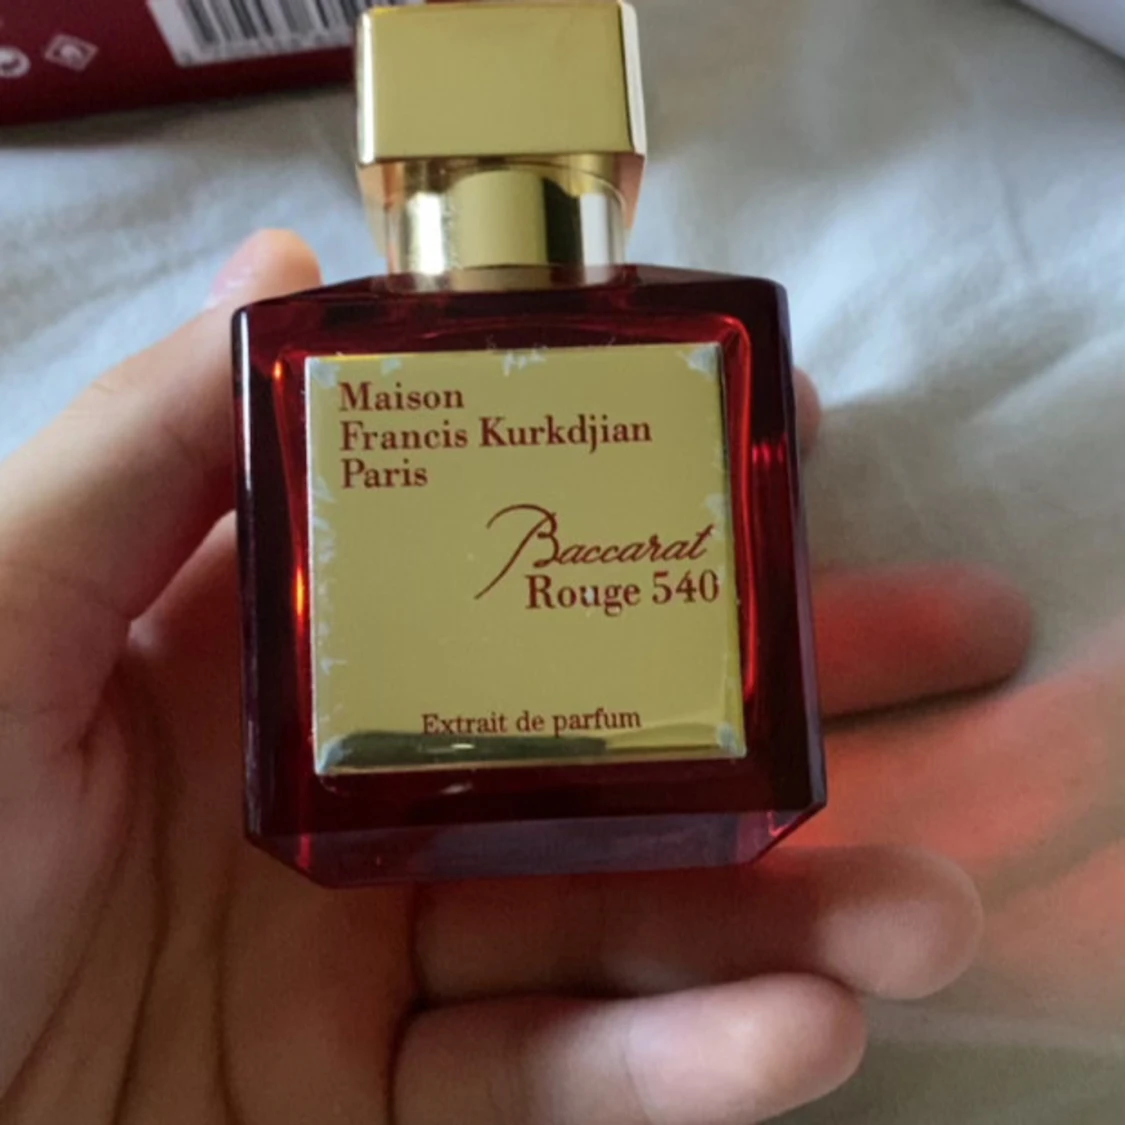 Maison
Francis Kurkdjian
Paris
Baccarat
Rouge 540
Extrait de parfum